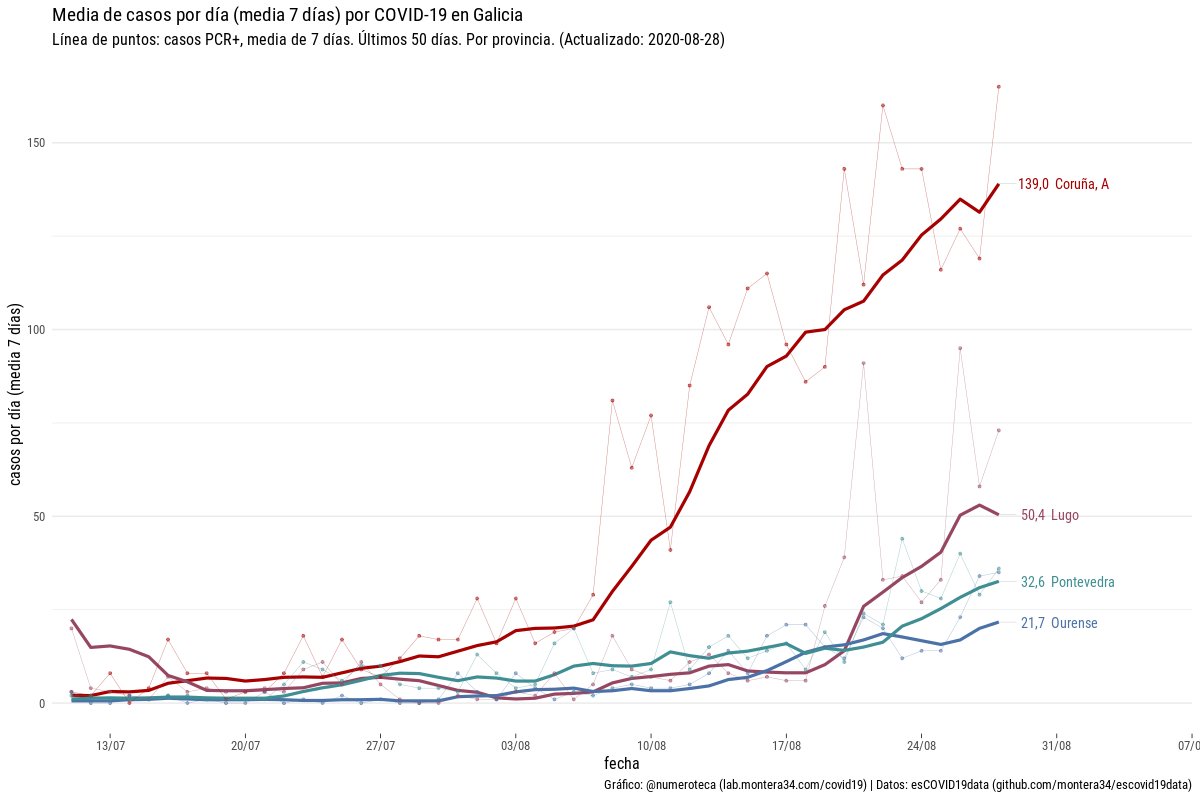 Media de casos por día (media 7 días) por COVID-19 en Galicia
Línea de puntos: casos PCR+, media de 7 días. Últimos 50 días. Por provincia. (Actualizado: 2020-08-28)
casos por día (media 7 días)
150
100
50
0
139,0 Coruña, A
50,4 Lugo
32,6 Pontevedra
21,7 Ourense
13/07 20/07 27/07 03/08 10/08 17/08 24/08 31/08 07/0
fecha
Gráfico: @numeroteca (lab.montera34.com/covid19) | Datos: esCOVID19data (github.com/montera34/escovid19data)